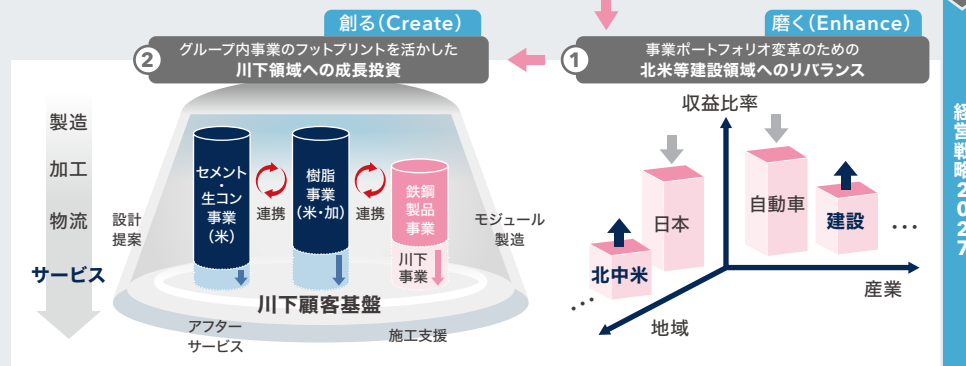 創る(Create)
②
グループ内事業のフットプリントを活かした
川下領域への成長投資
製造
加工
物流
サービス
設計
提案
セメント
・
生コン
事業
(米)
連携
樹脂
事業
(米・加)
連携
鉄鋼
製品
事業
川下
事業
モジュール
製造
川下顧客基盤
アフター
サービス
施工支援
磨く(Enhance)
①
事業ポートフォリオ変革のための
北米等建設領域へのリバランス
収益比率
日本
自動車
建設
…
北中米
…
産業
地域
経営戦略2027